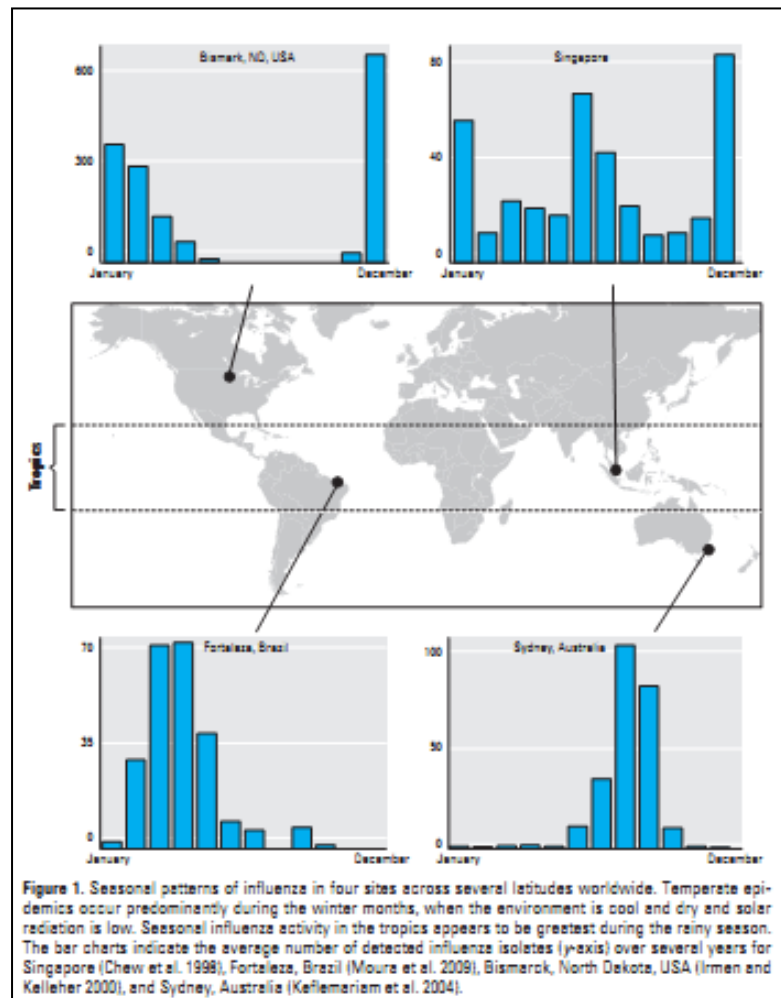 Bismark, ND, USA
600
300
0
January
December
Singapore
80
40
0
January
December
Tropics
Fortaleza, Brazil
70
35
0
January
December
Sydney, Australia
100
50
0
January
December
Figure 1. Seasonal patterns of influenza in four sites across several latitudes worldwide. Temperate epi-
demics occur predominantly during the winter months, when the environment is cool and dry and solar
radiation is low. Seasonal influenza activity in the tropics appears to be greatest during the rainy season.
The bar charts indicate the average number of detected influenza isolates (y-axis) over several years for
Singapore (Chew et al. 1998), Fortaleza, Brazil (Moura et al. 2009), Bismarck, North Dakota, USA (Irmen and
Kelleher 2000), and Sydney, Australia (Keflemariam et al. 2004).